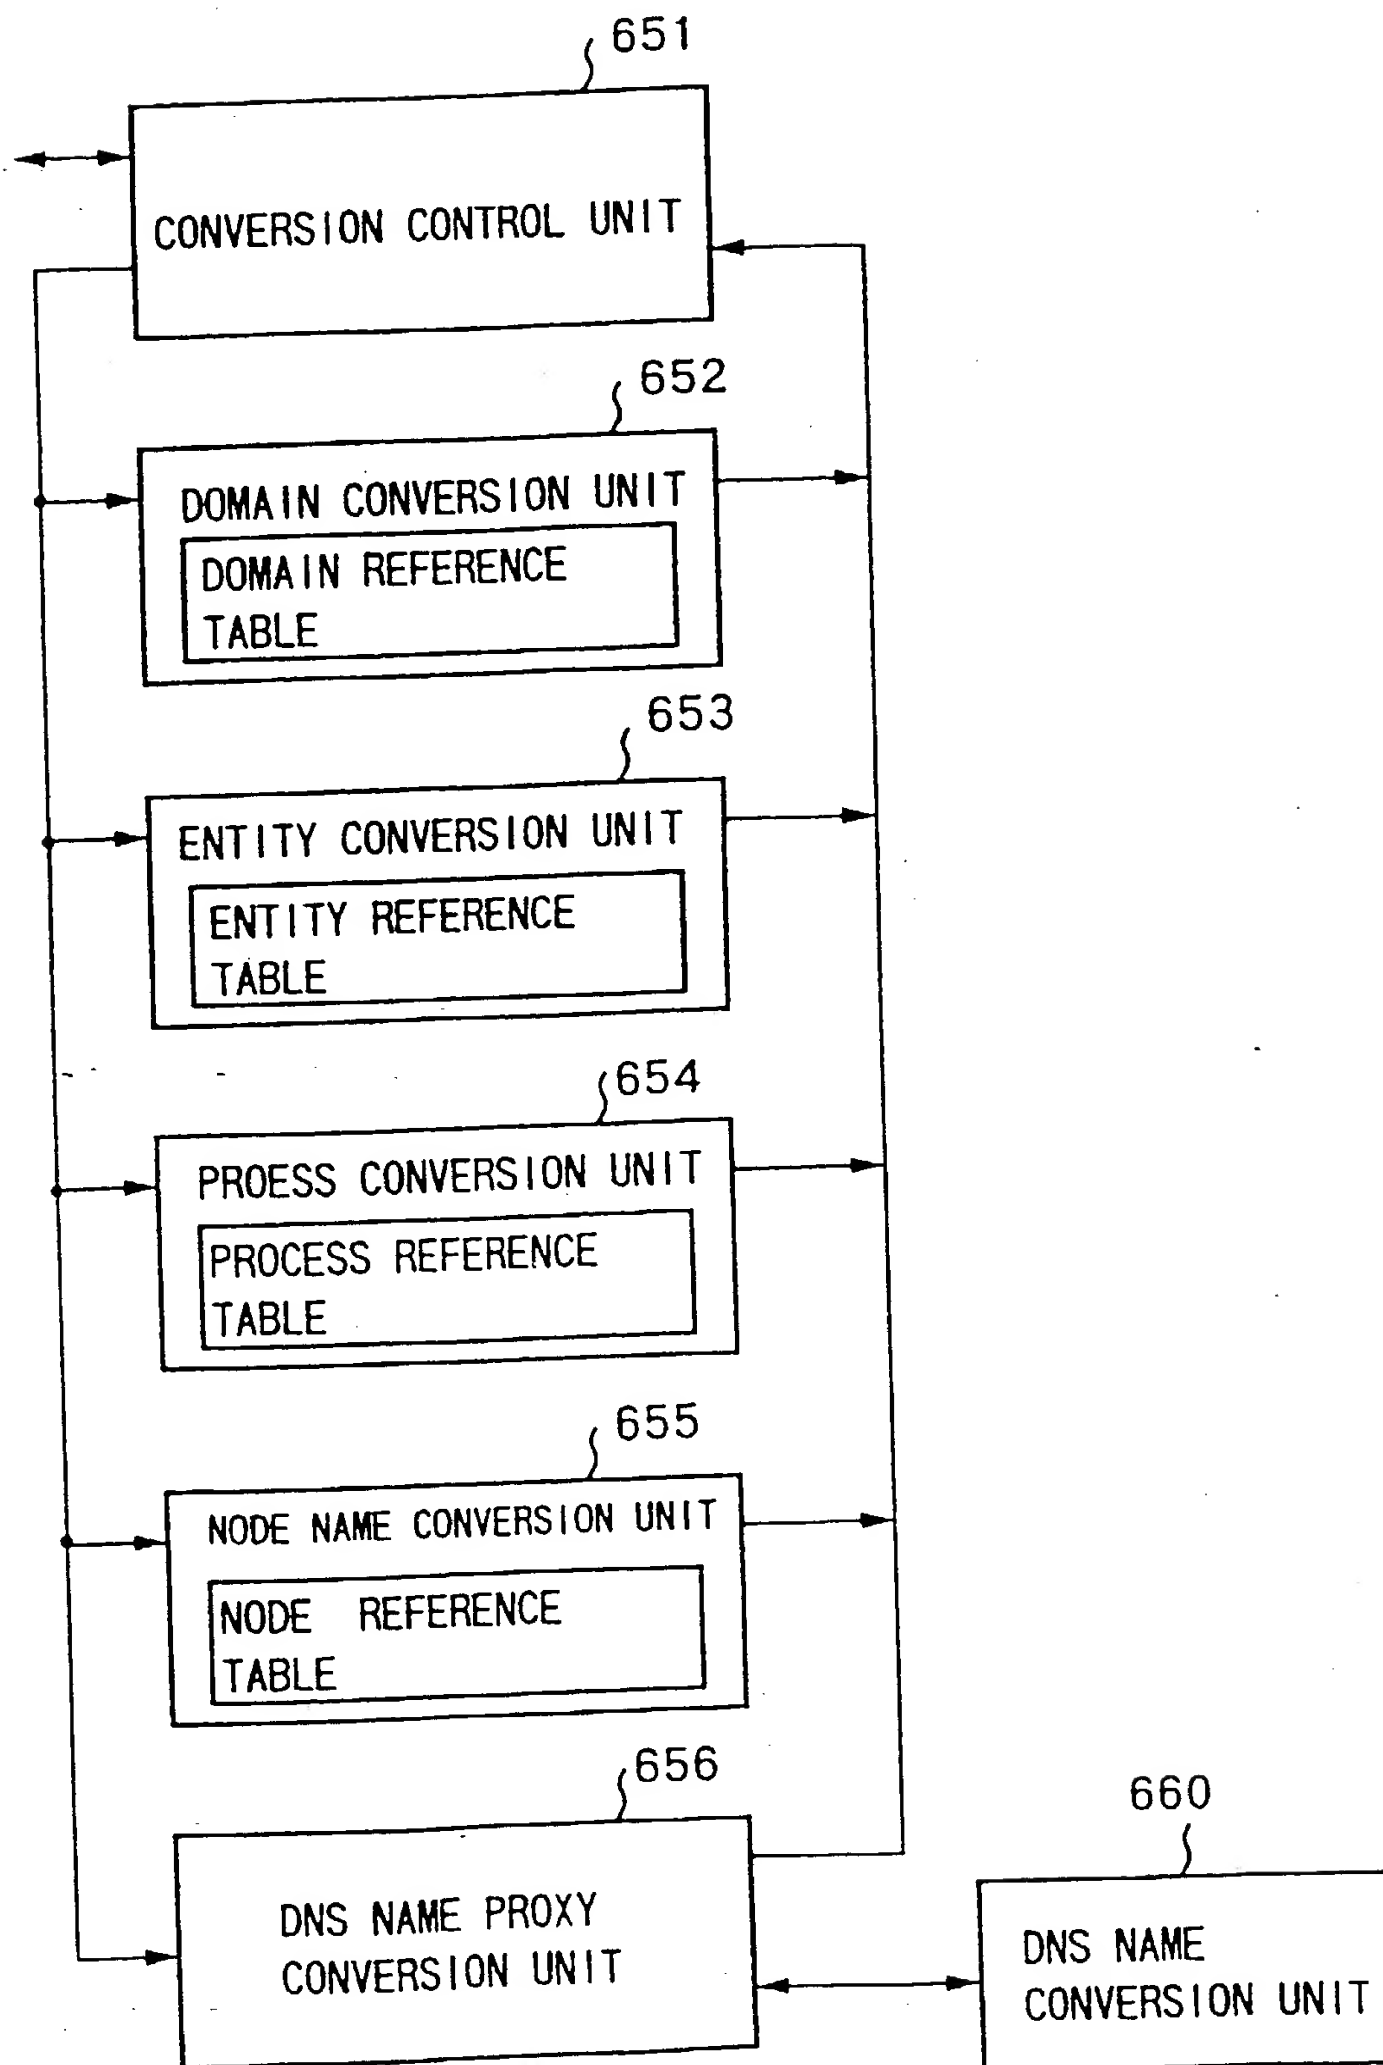 651
CONVERSION CONTROL UNIT
652
DOMAIN CONVERSION UNIT
DOMAIN REFERENCE
TABLE
653
ENTITY CONVERSION UNIT
ENTITY REFERENCE
TABLE
654
PROESS CONVERSION UNIT
PROCESS REFERENCE
TABLE
655
NODE NAME CONVERSION UNIT
NODE REFERENCE
TABLE
656
DNS NAME PROXY
CONVERSION UNIT
660
DNS NAME
CONVERSION UNIT